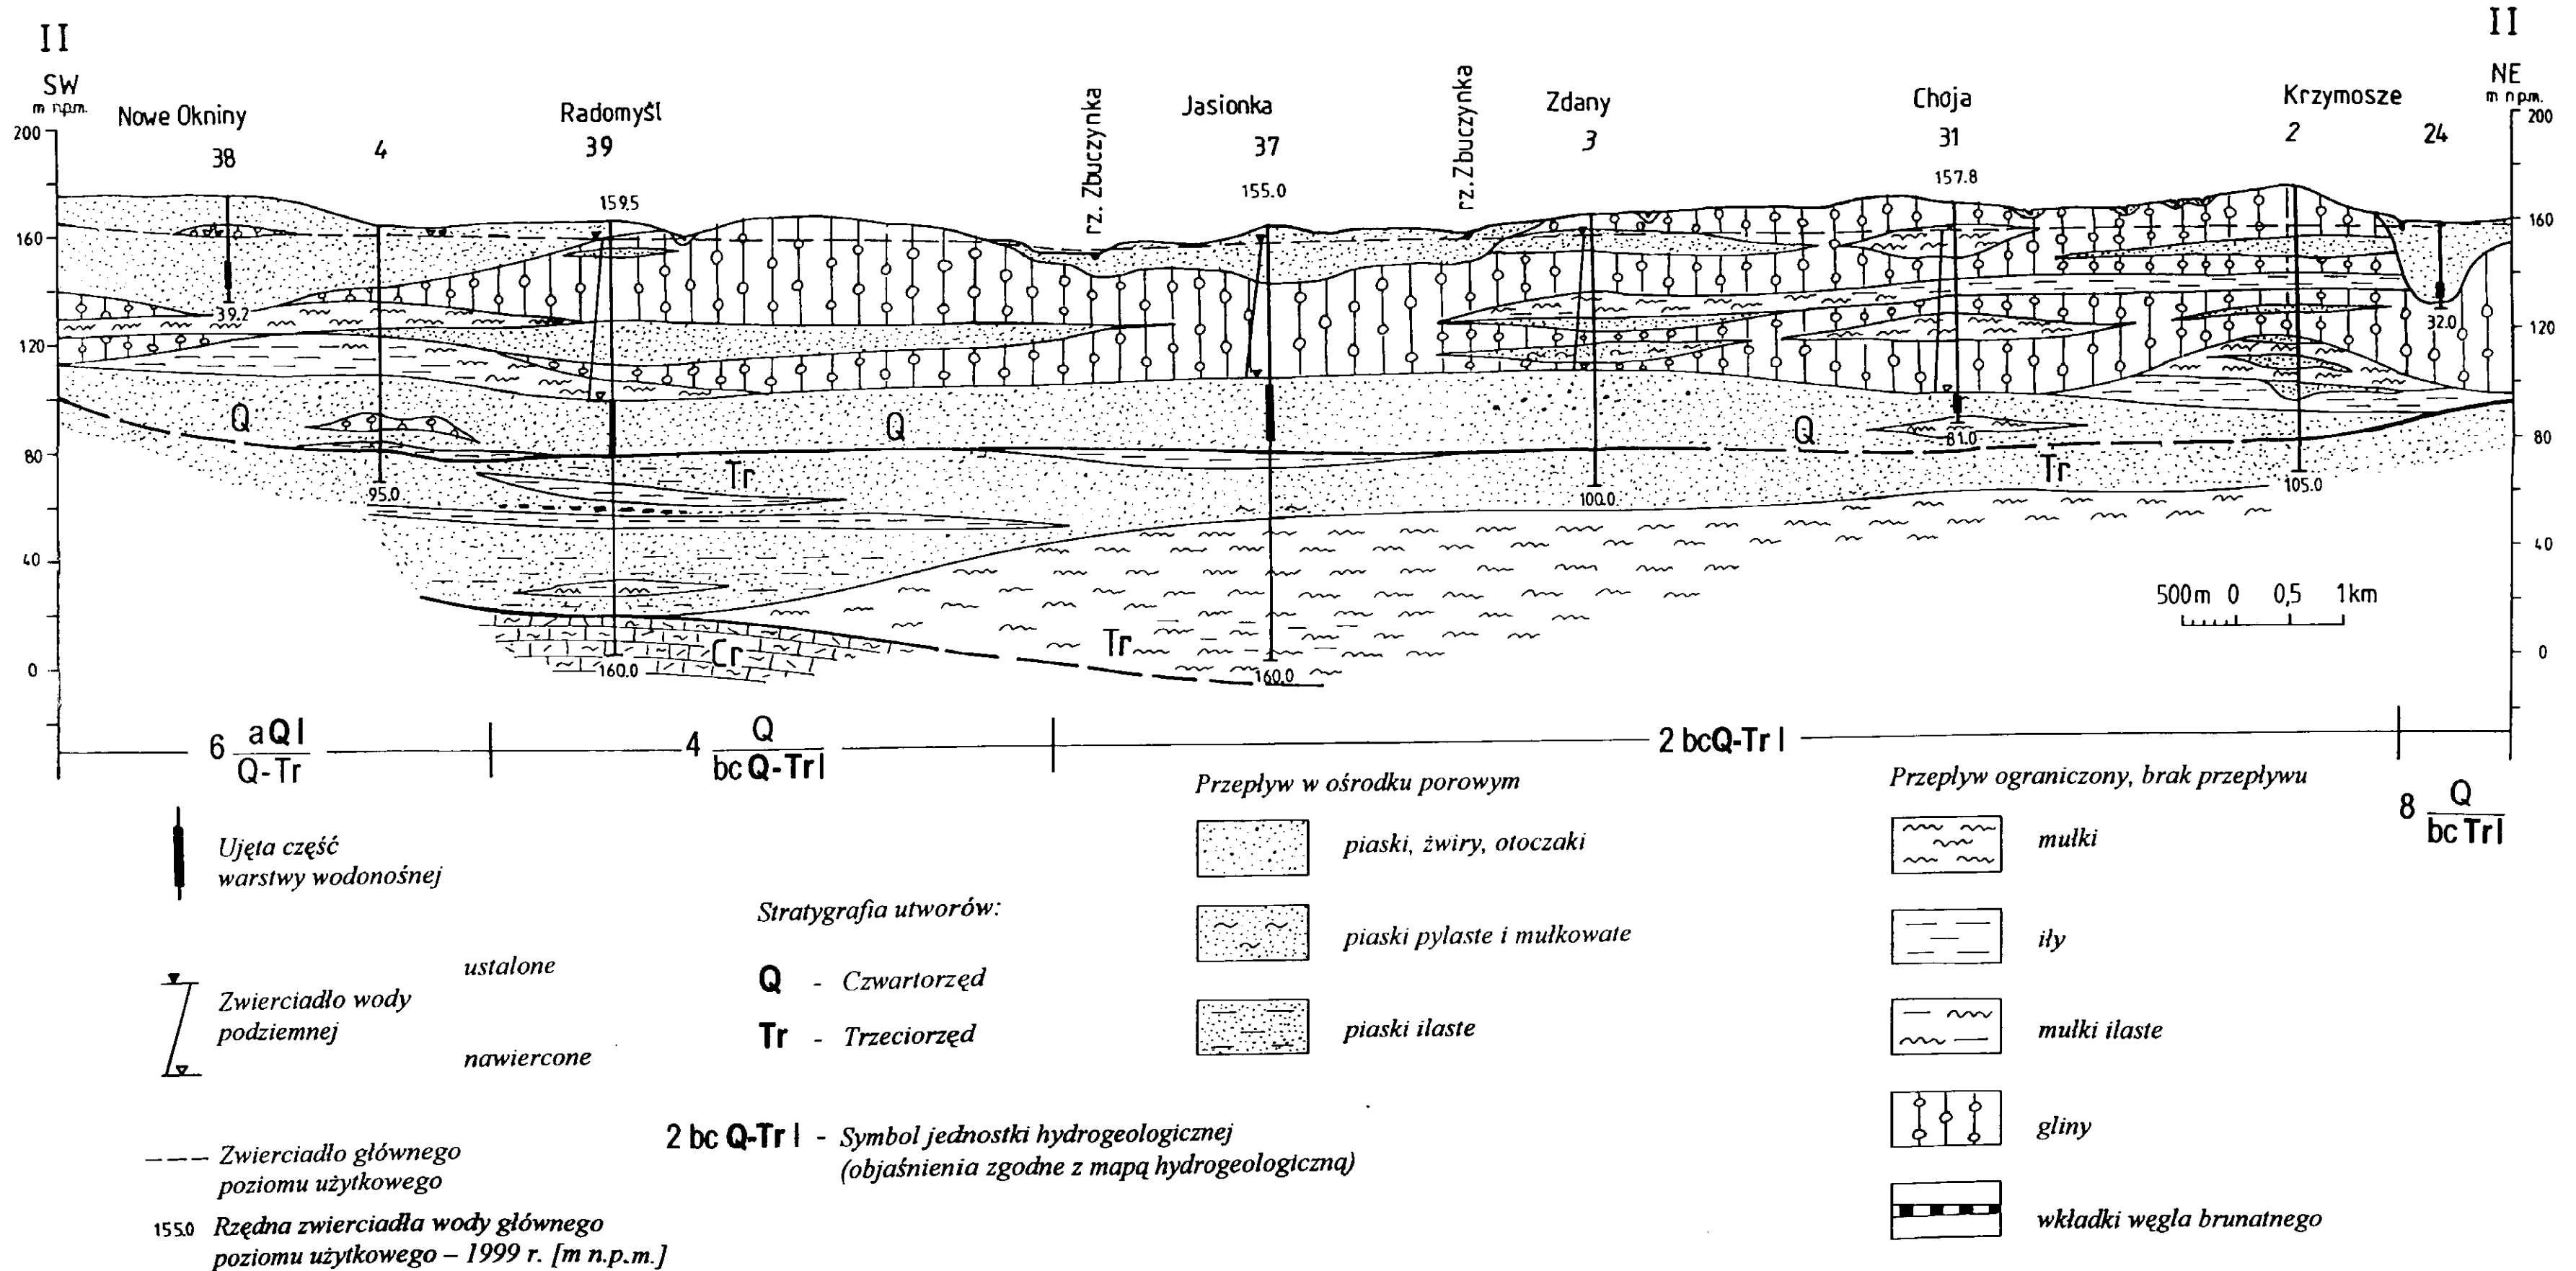 II
II
SW
NE
m n.p.m.
m n.p.m.
Nowe Okniny
Radomyśl
rz. Zbuczynka
Jasionka
rz. Zbuczynka
Zdany
Choja
Krzymosze
38
4
39
37
3
31
2
24
159.5
155.0
157.8
200
160
120
80
40
0
200
160
120
80
40
0
39.2
95.0
160.0
160.0
100.0
81.0
105.0
32.0
Q
Q
Q
Tr
Tr
Tr
Cr
500m 0 0,5 1km
6 aQI
Q-Tr
4 Q
bc Q-TrI
2 bcQ-Tr I
8 Q
bc TrI
Ujęta część
warstwy wodonośnej
ustalone
Zwierciadło wody
podziemnej
nawiercone
Zwierciadło głównego
poziomu użytkowego
155.0 Rzędna zwierciadła wody głównego
poziomu użytkowego – 1999 r. [m n.p.m.]
Stratygrafia utworów:
Q - Czwartorzęd
Tr - Trzeciorzęd
2 bc Q-Tr I - Symbol jednostki hydrogeologicznej
(objaśnienia zgodne z mapą hydrogeologiczną)
Przepływ w ośrodku porowym
piaski, żwiry, otoczaki
piaski pylaste i mułkowate
piaski ilaste
Przepływ ograniczony, brak przepływu
mułki
iły
mułki ilaste
gliny
wkładki węgla brunatnego